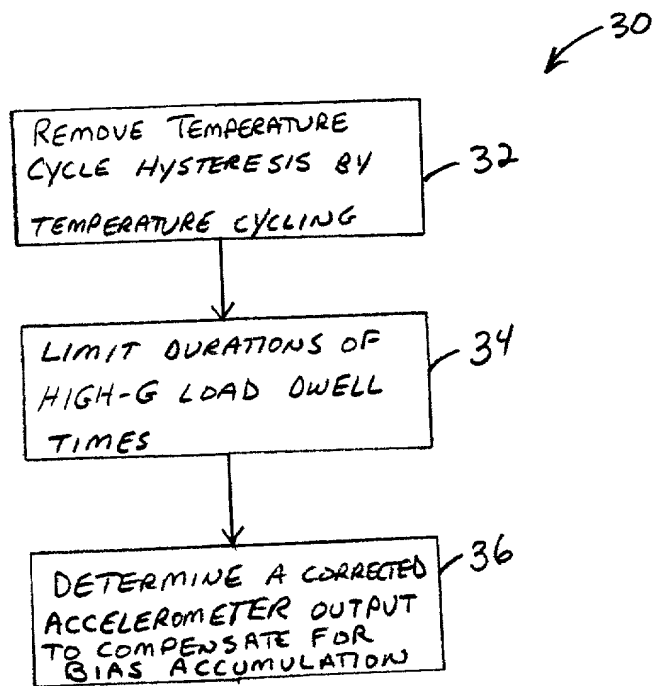 30
REMOVE TEMPERATURE
CYCLE HYSTERESIS BY
TEMPERATURE CYCLING
32
LIMIT DURATIONS OF
HIGH-G LOAD DWELL
TIMES
34
DETERMINE A CORRECTED
ACCELEROMETER OUTPUT
TO COMPENSATE FOR
BIAS ACCUMULATION
36